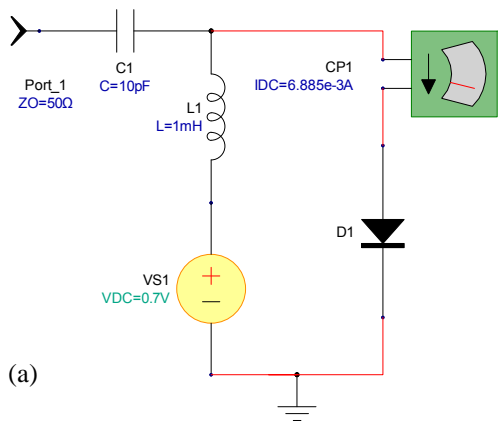 C1
C=10pF
Port_1
ZO=50Ω
L1
L=1mH
CP1
IDC=6.885e-3A
D1
VS1
VDC=0.7V
(a)